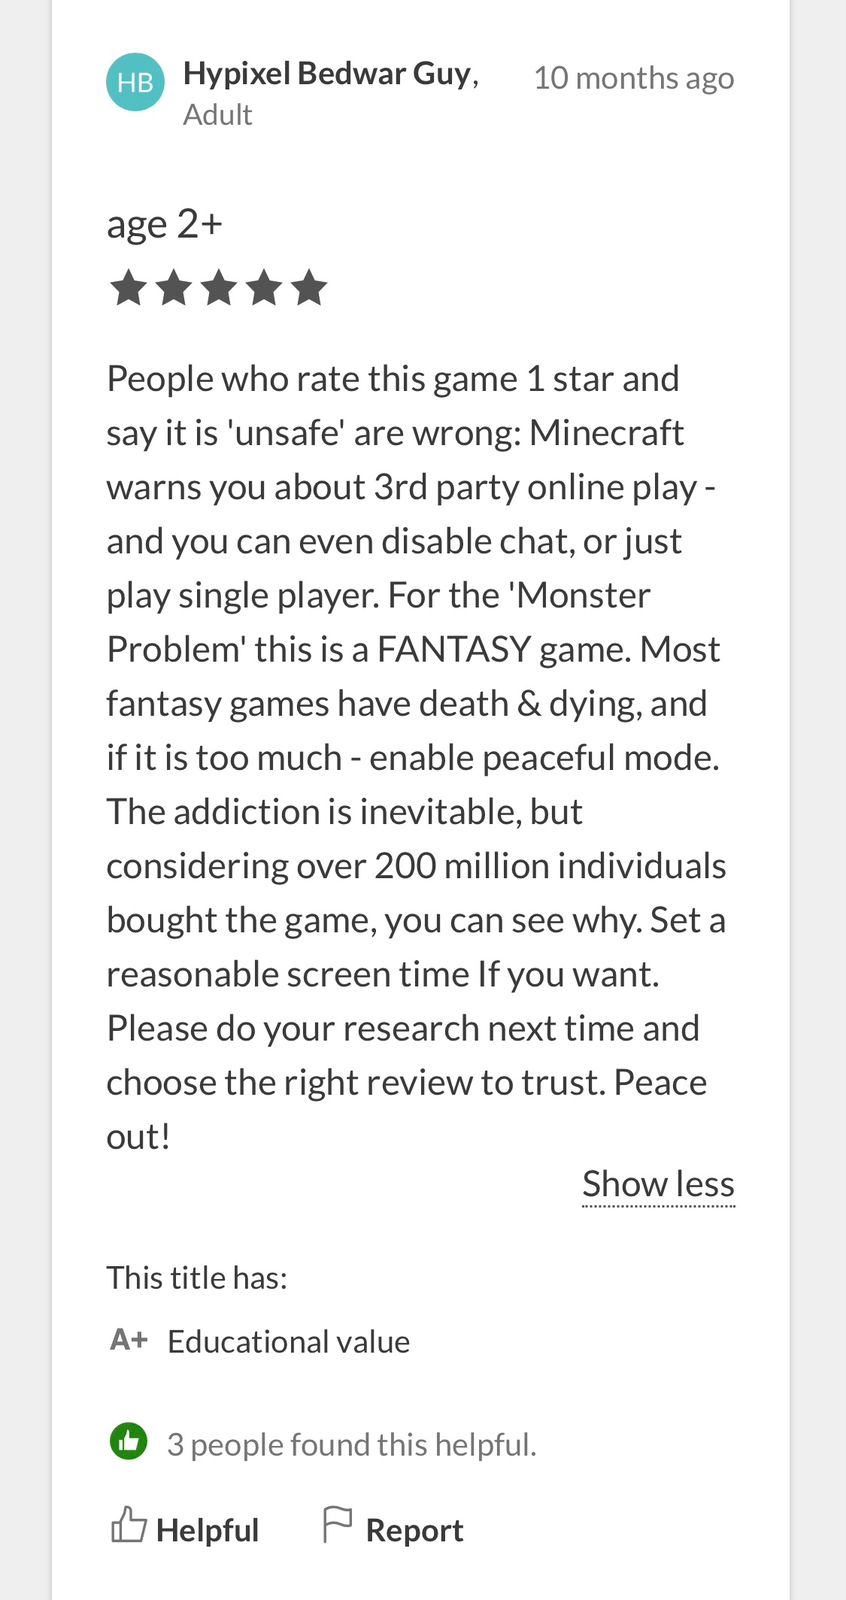 HB
Hypixel Bedwar Guy, 10 months ago
Adult
age 2+
People who rate this game 1 star and
say it is 'unsafe' are wrong: Minecraft
warns you about 3rd party online play -
and you can even disable chat, or just
play single player. For the 'Monster
Problem' this is a FANTASY game. Most
fantasy games have death & dying, and
if it is too much - enable peaceful mode.
The addiction is inevitable, but
considering over 200 million individuals
bought the game, you can see why. Set a
reasonable screen time If you want.
Please do your research next time and
choose the right review to trust. Peace
out!
Show less
This title has:
A+ Educational value
3 people found this helpful.
Helpful Report